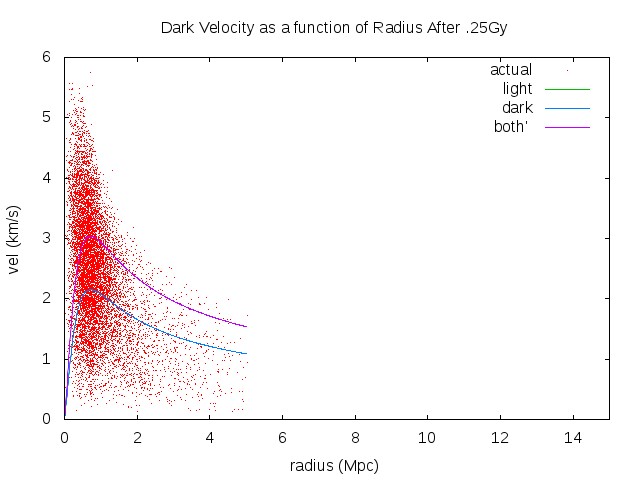 Dark Velocity as a function of Radius After .25Gy
actual
light
dark
both'
6
5
4
3
2
1
0
vel (km/s)
0 2 4 6 8 10 12 14
radius (Mpc)